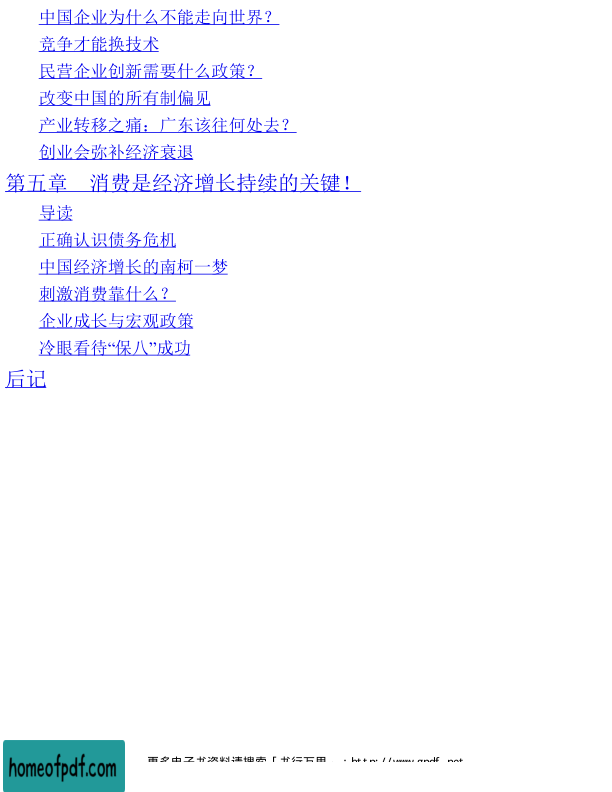 中国企业为什么不能走向世界？
竞争才能换技术
民营企业创新需要什么政策？
改变中国的所有制偏见
产业转移之痛：广东该往何处去？
创业会弥补经济衰退
第五章　消费是经济增长持续的关键！
导读
正确认识债务危机
中国经济增长的南柯一梦
刺激消费靠什么？
企业成长与宏观政策
冷眼看待“保八”成功
后记
homeofpdf.com
更多电子书资料请搜索「书行万里